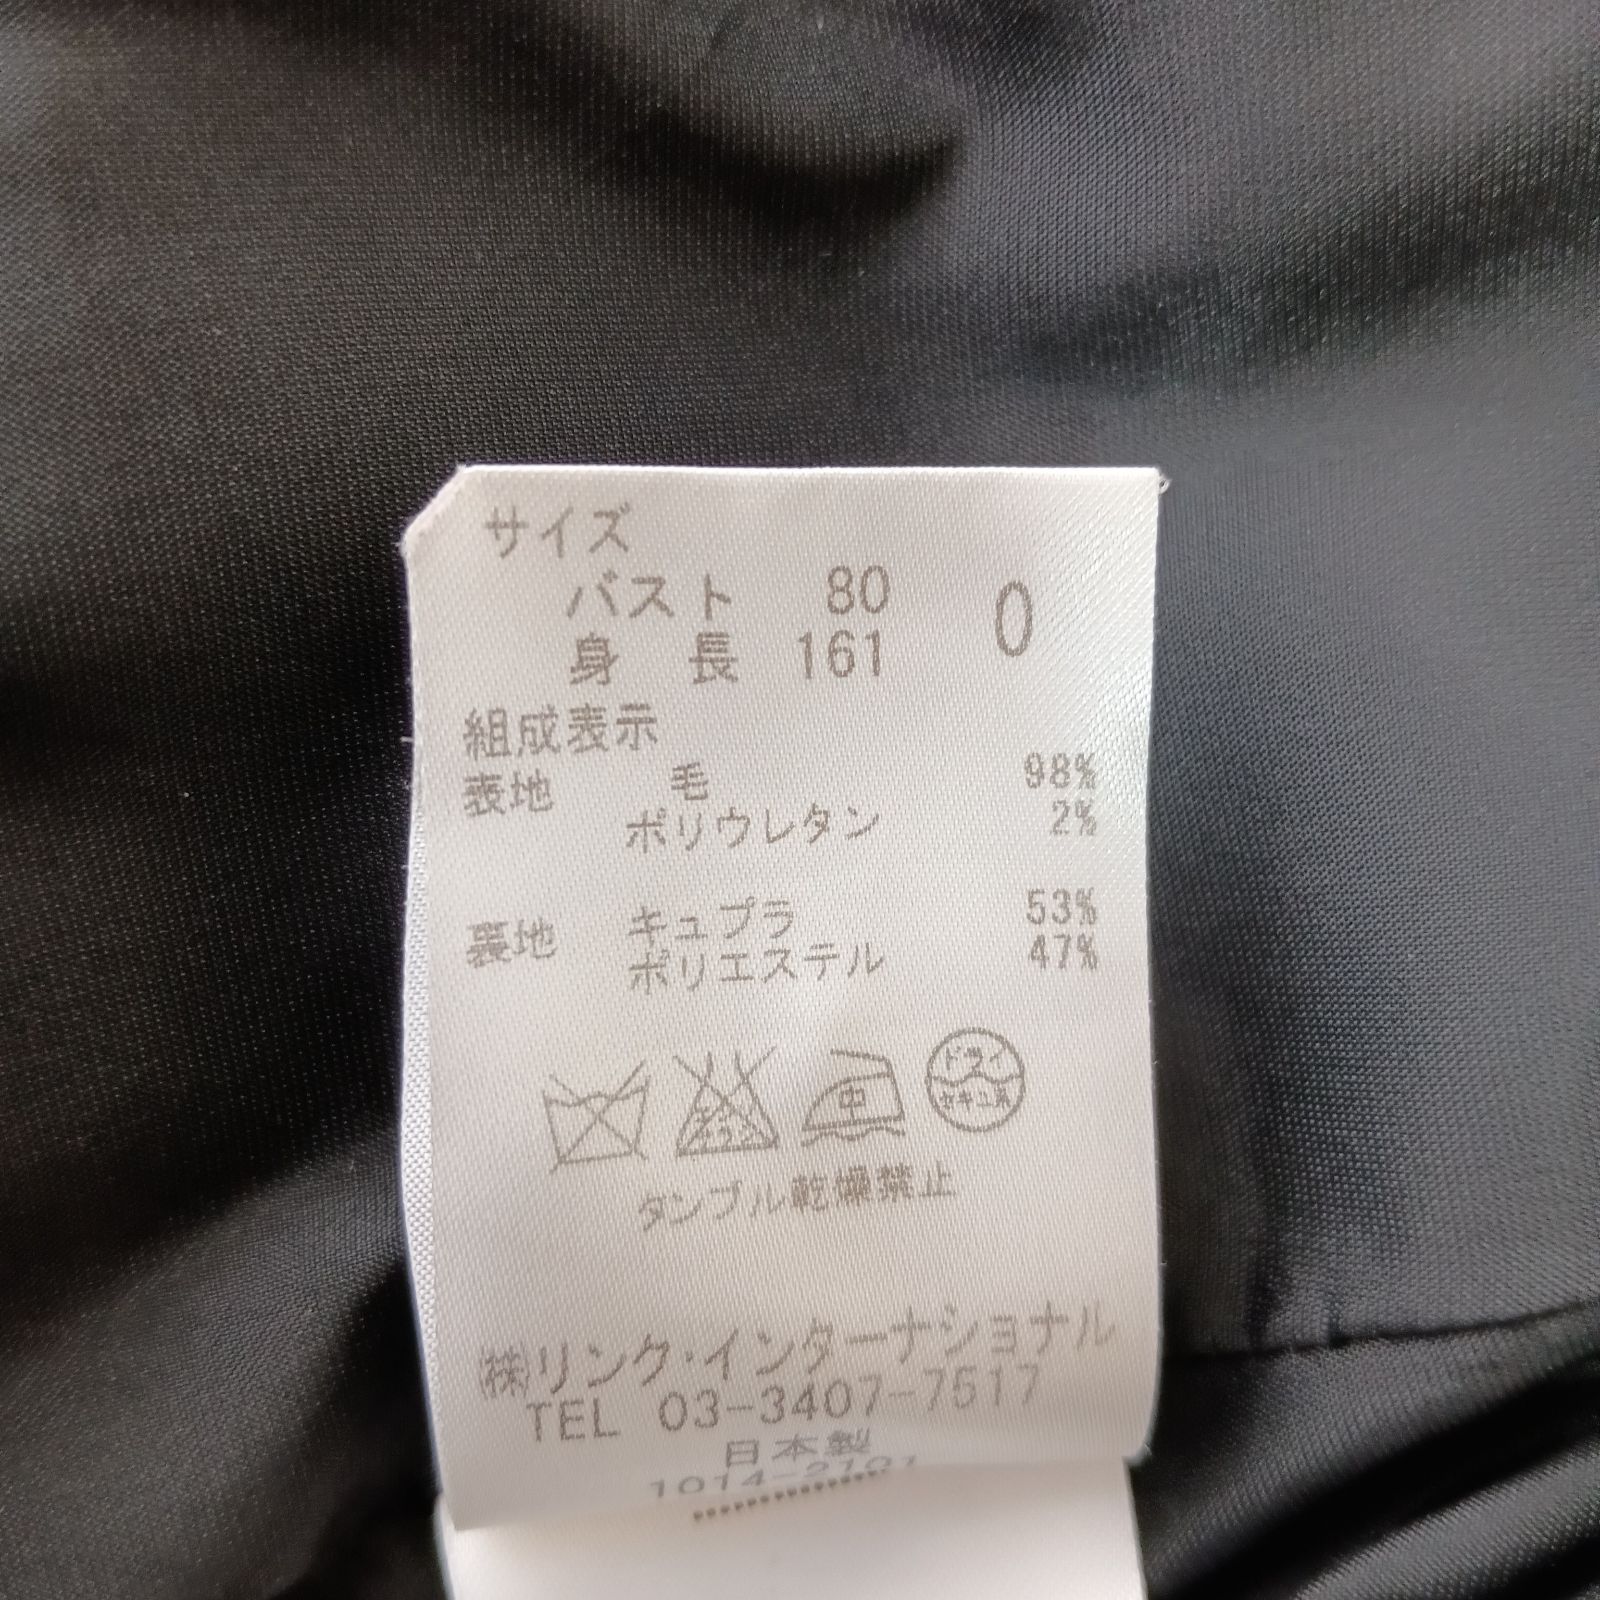 サイズ
バスト 80 0
身長 161
組成表示
表地 毛 98%
ポリウレタン 2%
裏地 キュプラ 53%
ポリエステル 47%
中
ドライ
セキユ系
タンブル乾燥禁止
㈱リンク・インターナショナル
TEL 03-3407-7517
日本製
1014-2101